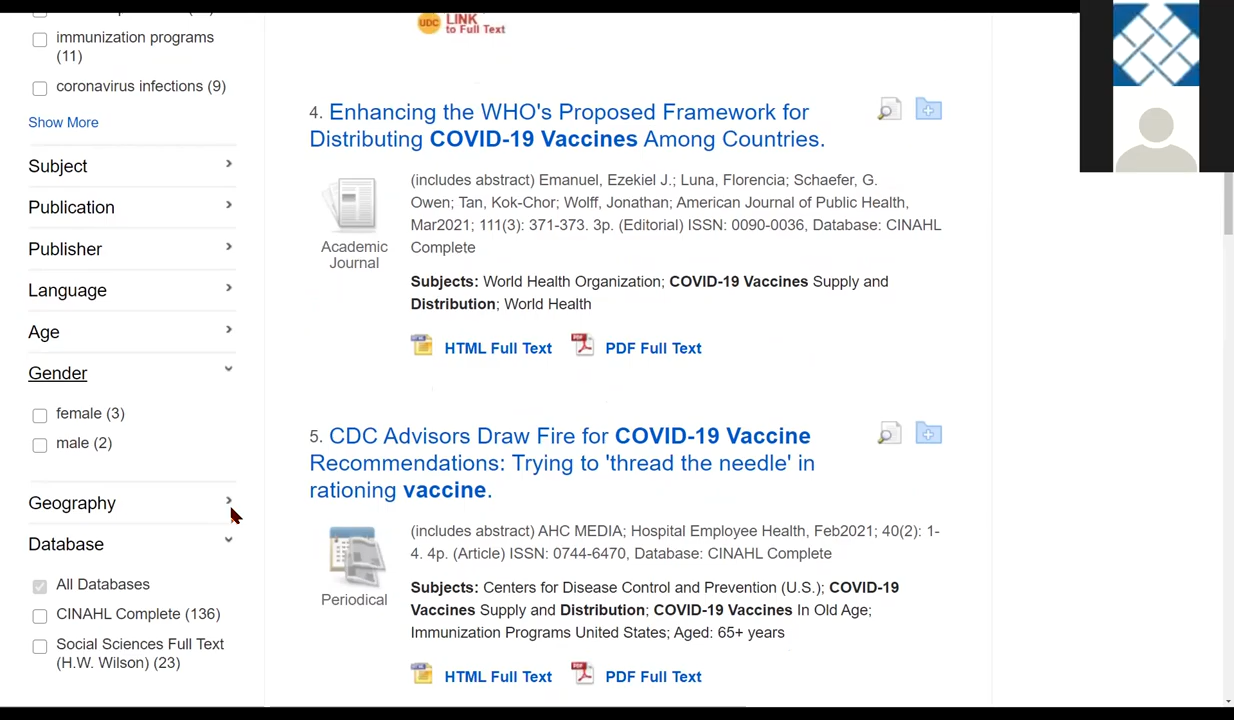 immunization programs
(11)
coronavirus infections (9)
Show More
Subject
Publication
Publisher
Language
Age
Gender
female (3)
male (2)
Geography
Database
All Databases
CINAHL Complete (136)
Social Sciences Full Text
(H.W. Wilson) (23)
UDC LINK
to Full Text
4. Enhancing the WHO's Proposed Framework for
Distributing COVID-19 Vaccines Among Countries.
Academic
Journal
(includes abstract) Emanuel, Ezekiel J.; Luna, Florencia; Schaefer, G.
Owen; Tan, Kok-Chor; Wolff, Jonathan; American Journal of Public Health,
Mar2021; 111(3): 371-373. 3p. (Editorial) ISSN: 0090-0036, Database: CINAHL
Complete
Subjects: World Health Organization; COVID-19 Vaccines Supply and
Distribution; World Health
HTML Full Text PDF Full Text
5. CDC Advisors Draw Fire for COVID-19 Vaccine
Recommendations: Trying to 'thread the needle' in
rationing vaccine.
Periodical
(includes abstract) AHC MEDIA; Hospital Employee Health, Feb2021; 40(2): 1-
4. 4p. (Article) ISSN: 0744-6470, Database: CINAHL Complete
Subjects: Centers for Disease Control and Prevention (U.S.); COVID-19
Vaccines Supply and Distribution; COVID-19 Vaccines In Old Age;
Immunization Programs United States; Aged: 65+ years
HTML Full Text PDF Full Text